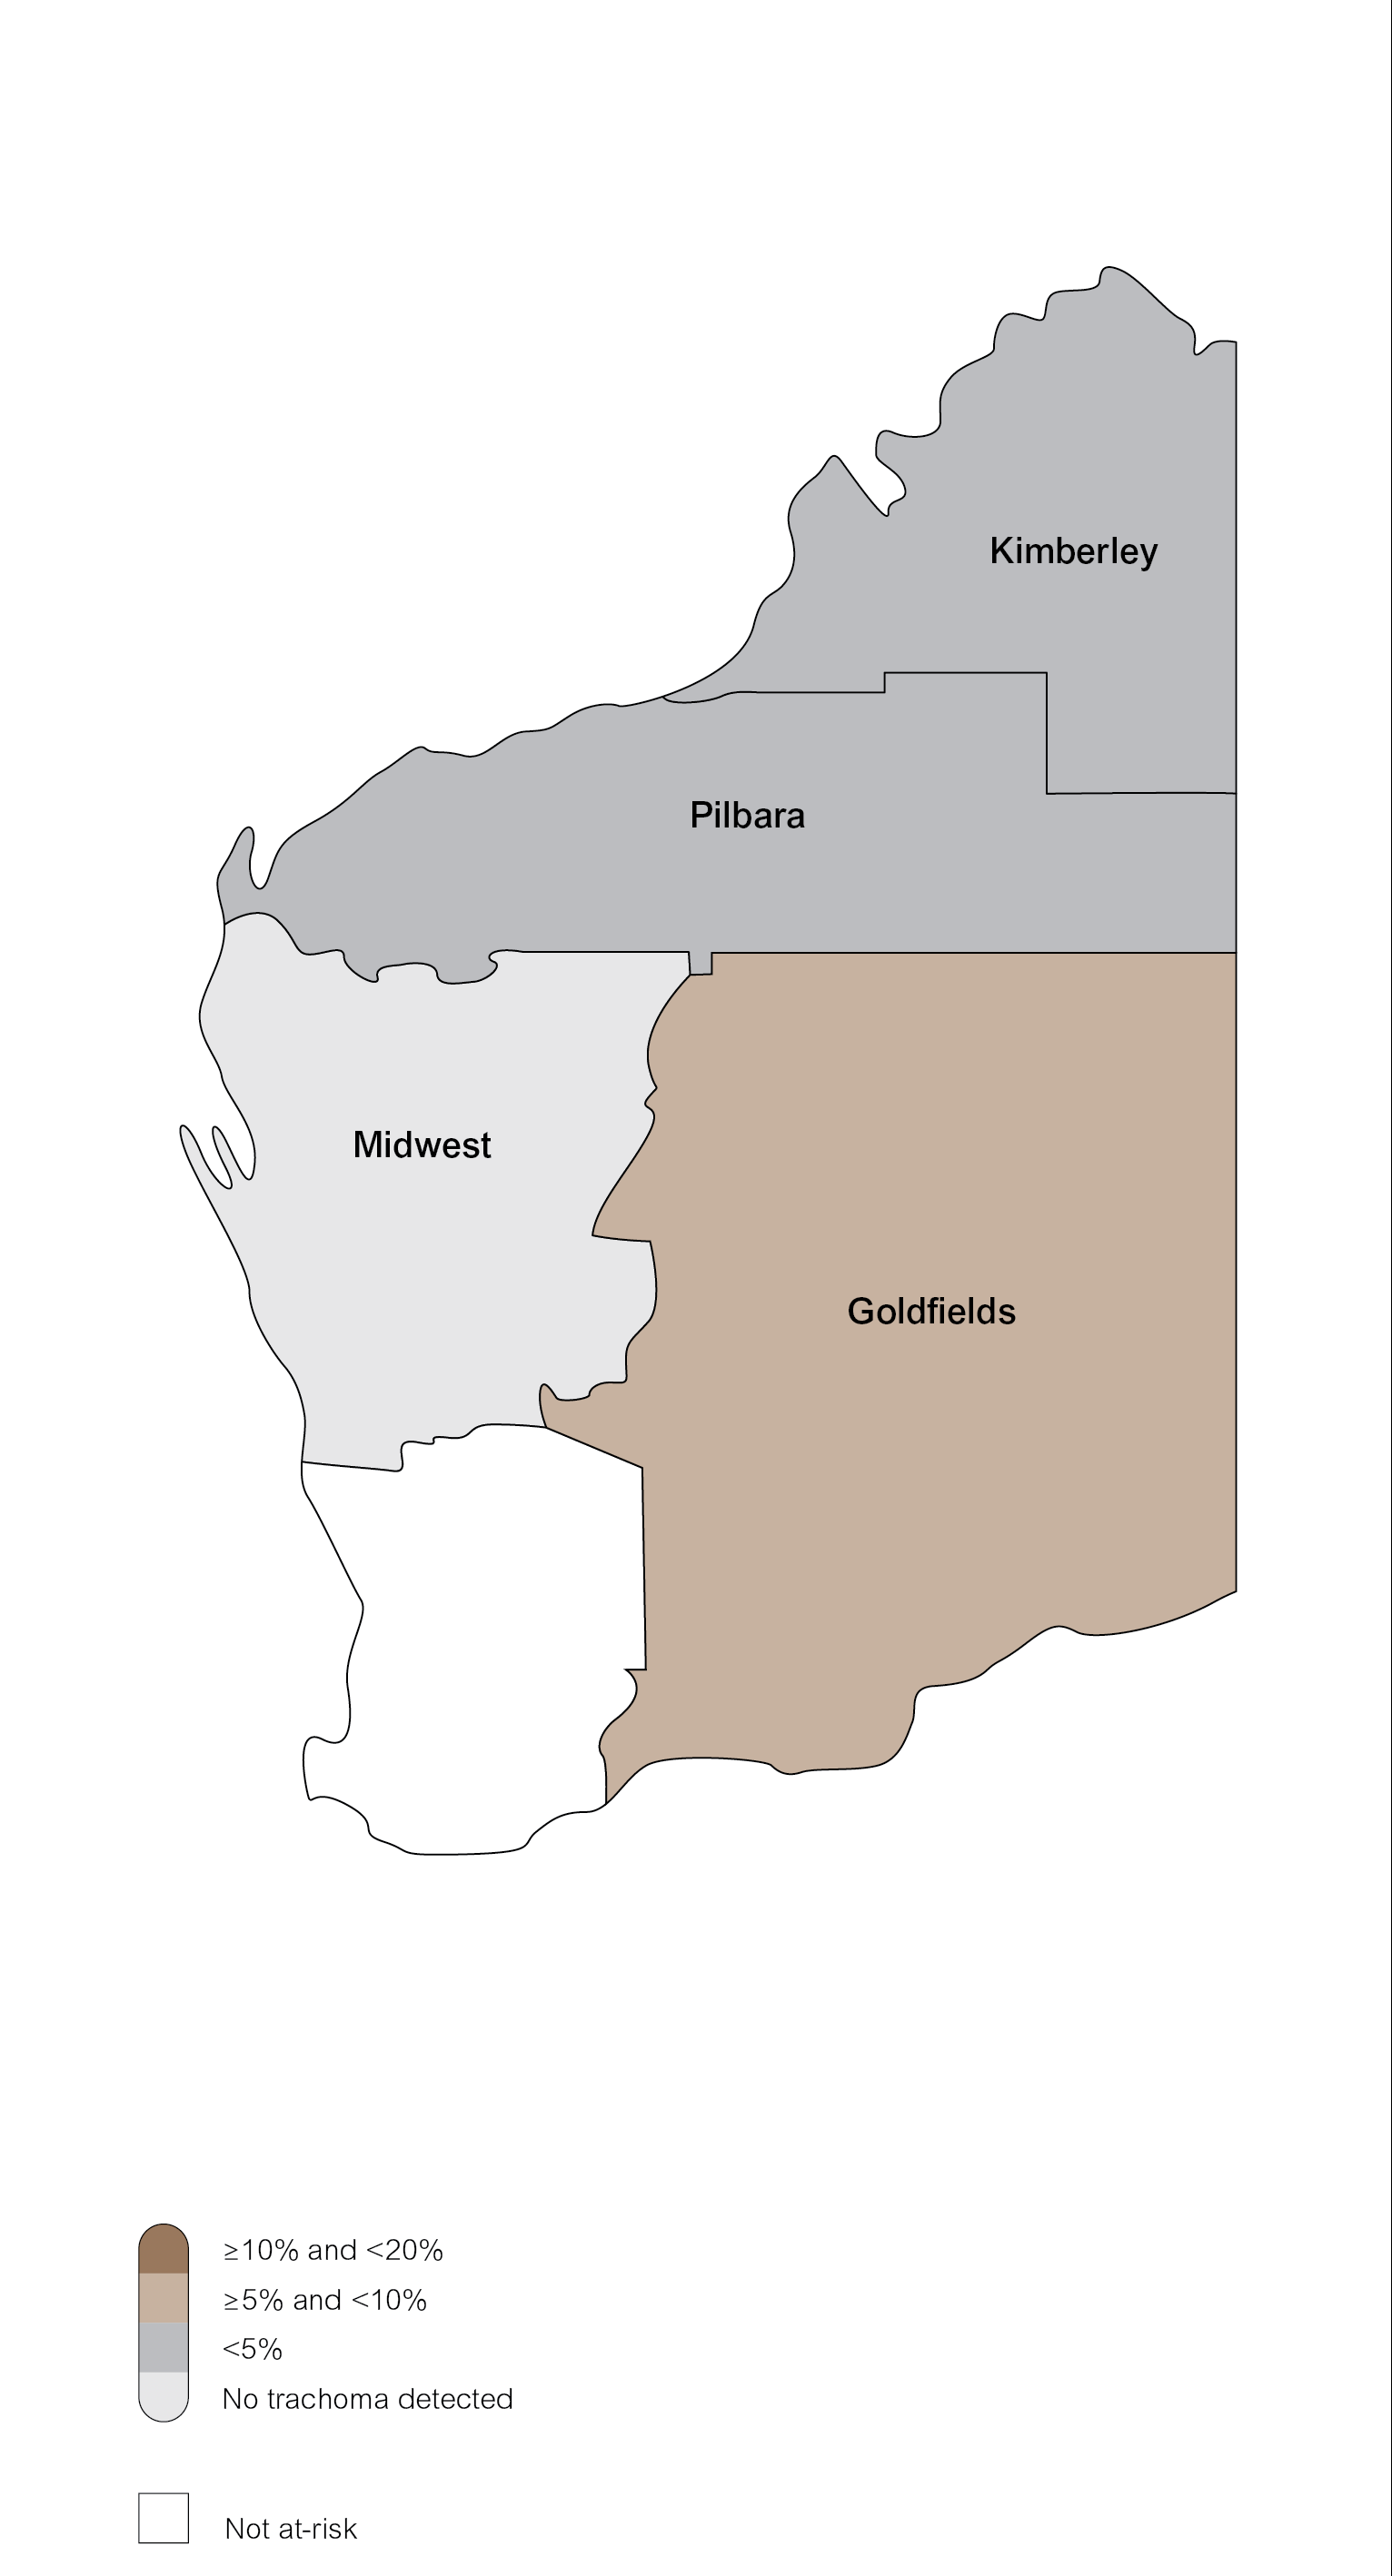 Kimberley
Pilbara
Midwest
Goldfields
≥10% and <20%
≥5% and <10%
<5%
No trachoma detected
Not at-risk